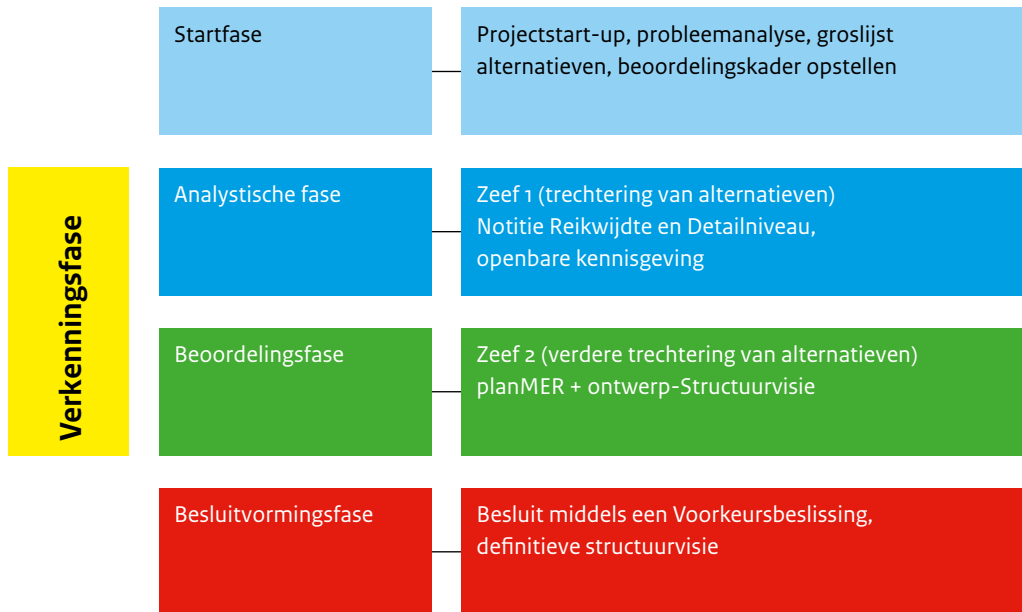 Verkenningsfase
Startfase
Projectstart-up, probleemanalyse, groslijst
alternatieven, beoordelingskader opstellen
Analystische fase
Zeef 1 (trechtering van alternatieven)
Notitie Reikwijdte en Detailniveau,
openbare kennisgeving
Beoordelingsfase
Zeef 2 (verdere trechtering van alternatieven)
planMER + ontwerp-Structuurvisie
Besluitvormingsfase
Besluit middels een Voorkeursbeslissing,
definitieve structuurvisie